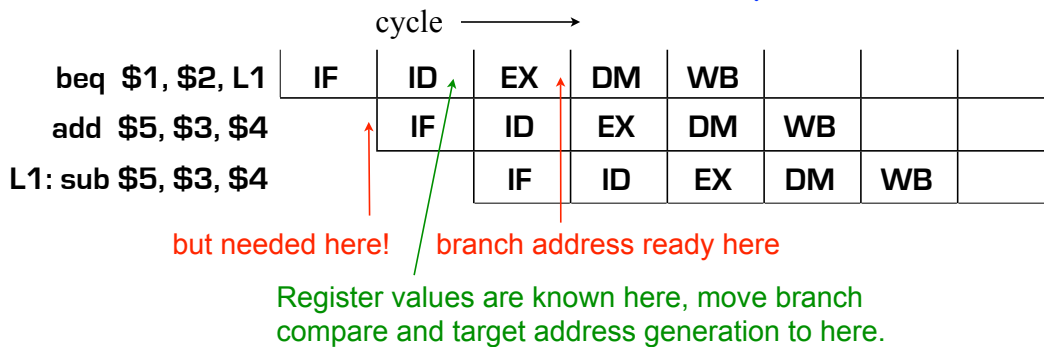 cycle
beq $1, $2, L1 IF ID EX DM WB
add $5, $3, $4 IF ID EX DM WB
L1: sub $5, $3, $4 IF ID EX DM WB
but needed here! branch address ready here
Register values are known here, move branch
compare and target address generation to here.